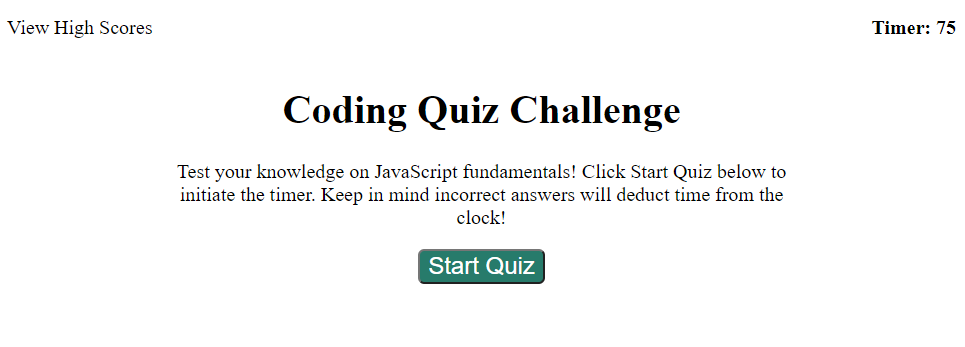 View High Scores
Timer: 75
Coding Quiz Challenge
Test your knowledge on JavaScript fundamentals! Click Start Quiz below to
initiate the timer. Keep in mind incorrect answers will deduct time from the
clock!
Start Quiz